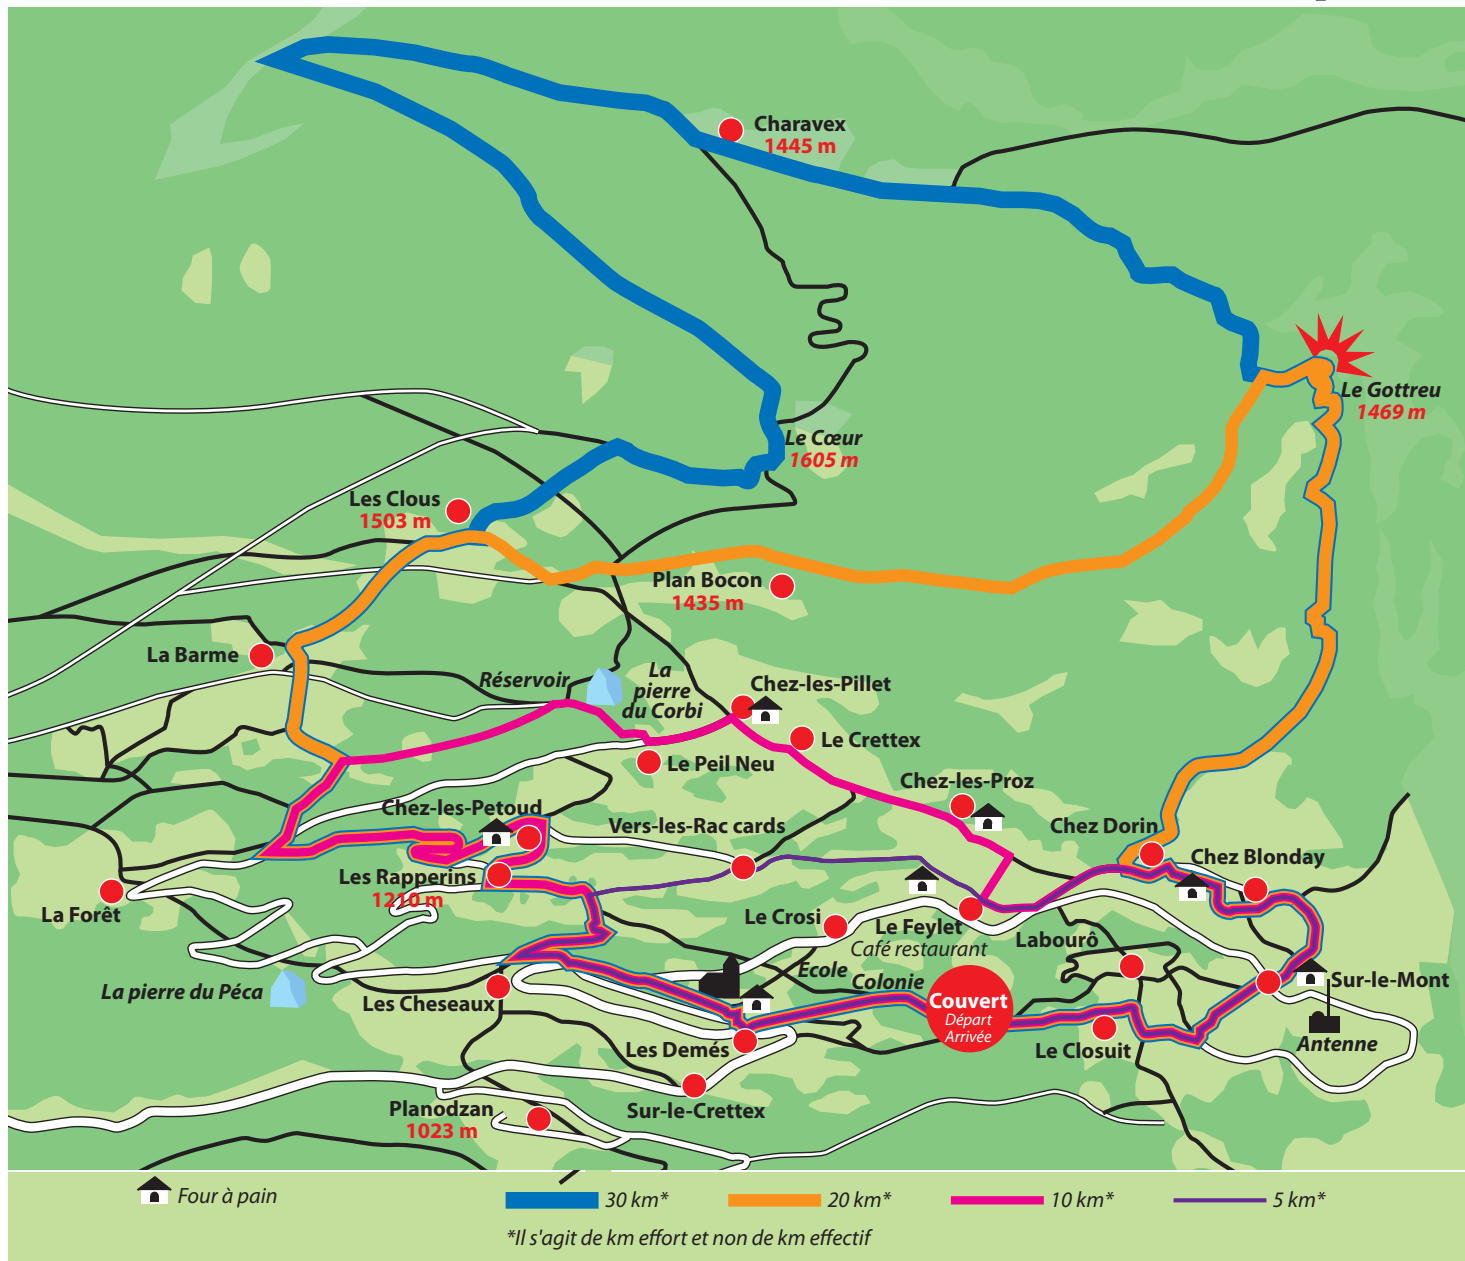 Charavex
1445 m
Le Gottreu
1469 m
Le Cœur
1605 m
Les Clous
1503 m
Plan Bocon
1435 m
La Barme
Réservoir
La
pierre
du Corbi
Chez-les-Pillet
Le Crettex
Le Peil Neu
Chez-les-Proz
Chez-les-Petoud
Vers-les-Rac cards
Chez Dorin
Chez Blonday
Les Rapperins
1210 m
La Forêt
Le Crosi
Le Feylet
Café restaurant
Labourô
Ecole
Colonie
La pierre du Péca
Les Cheseaux
Couvert
Départ
Arrivée
Sur-le-Mont
Antenne
Le Closuit
Les Demés
Sur-le-Crettex
Planodzan
1023 m
Four à pain
30 km*
20 km*
10 km*
5 km*
*Il s'agit de km effort et non de km effectif